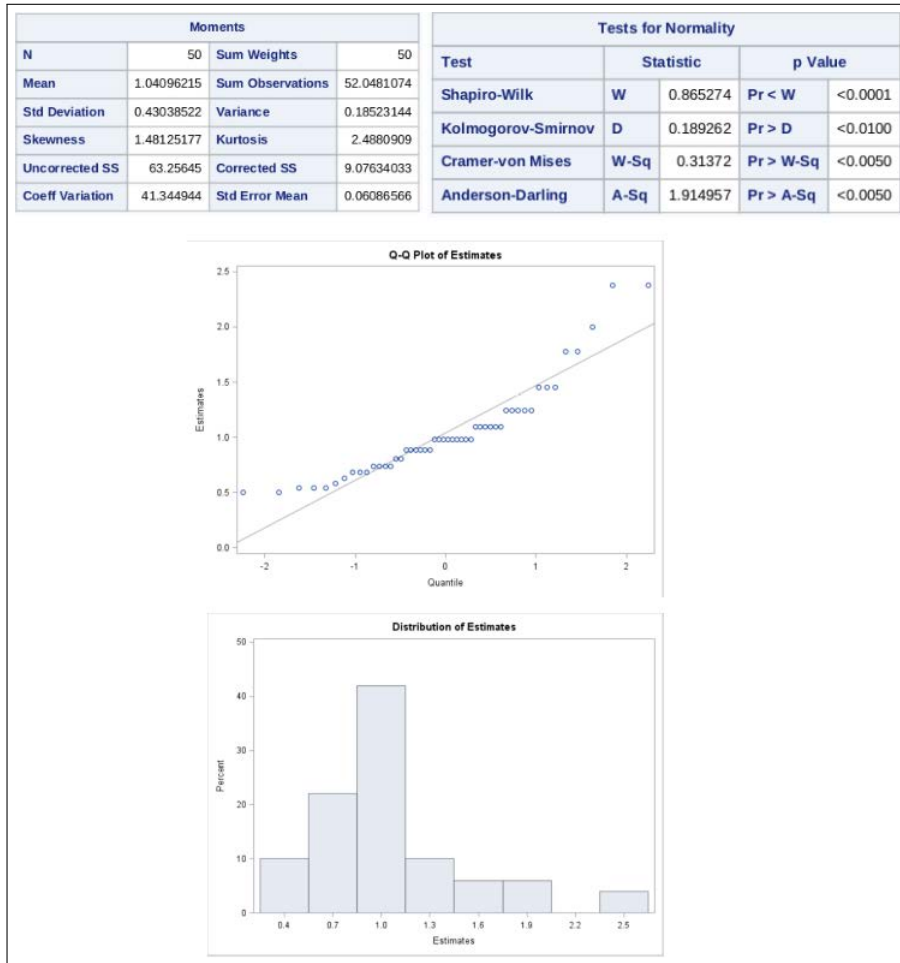 Moments
N 50 Sum Weights 50
Mean 1.04096215 Sum Observations 52.0481074
Std Deviation 0.43038522 Variance 0.18523144
Skewness 1.48125177 Kurtosis 2.4880909
Uncorrected SS 63.25645 Corrected SS 9.07634033
Coeff Variation 41.344944 Std Error Mean 0.06086566
Tests for Normality
Test Statistic p Value
Shapiro-Wilk W 0.865274 Pr < W <0.0001
Kolmogorov-Smirnov D 0.189262 Pr > D <0.0100
Cramer-von Mises W-Sq 0.31372 Pr > W-Sq <0.0050
Anderson-Darling A-Sq 1.914957 Pr > A-Sq <0.0050
Q-Q Plot of Estimates
2.5
2.0
1.5
1.0
0.5
0.0
Estimates
-2 -1 0 1 2
Quantile
Distribution of Estimates
50
40
30
20
10
0
Percent
0.4 0.7 1.0 1.3 1.6 1.9 2.2 2.5
Estimates